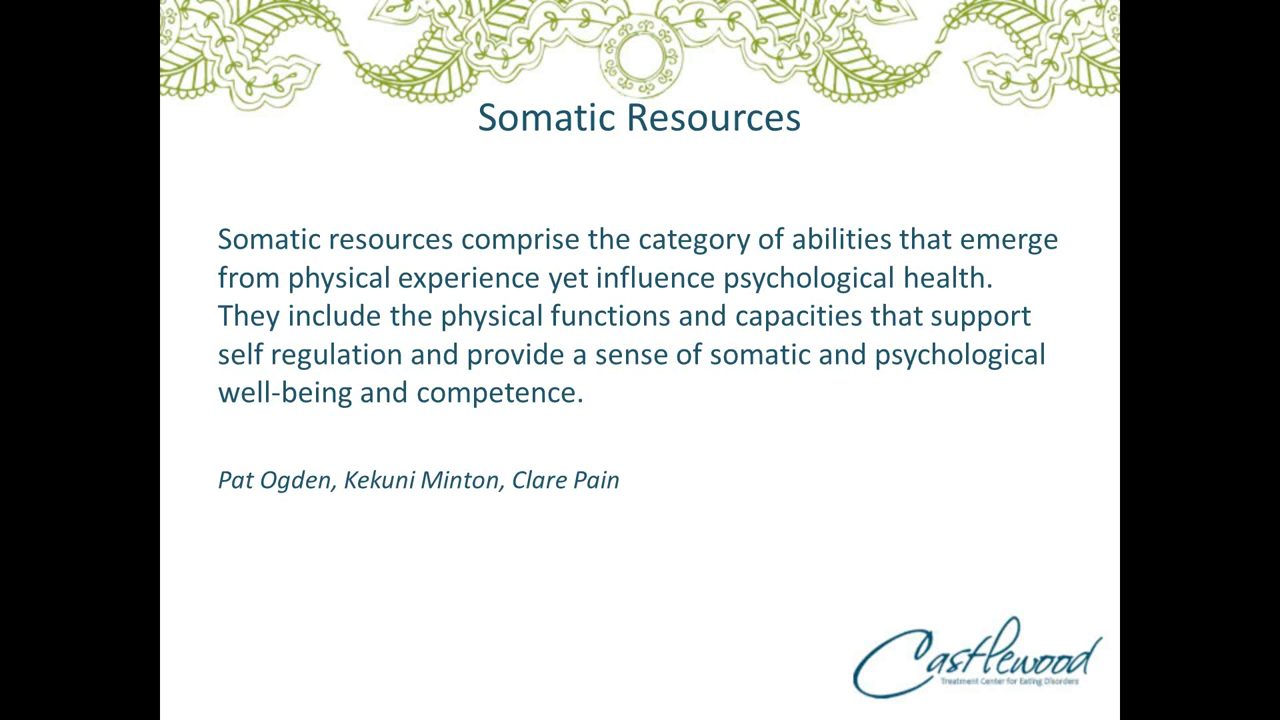 Somatic Resources
Somatic resources comprise the category of abilities that emerge
from physical experience yet influence psychological health.
They include the physical functions and capacities that support
self regulation and provide a sense of somatic and psychological
well-being and competence.
Pat Ogden, Kekuni Minton, Clare Pain
Castlewood
Treatment Center for Eating Disorders